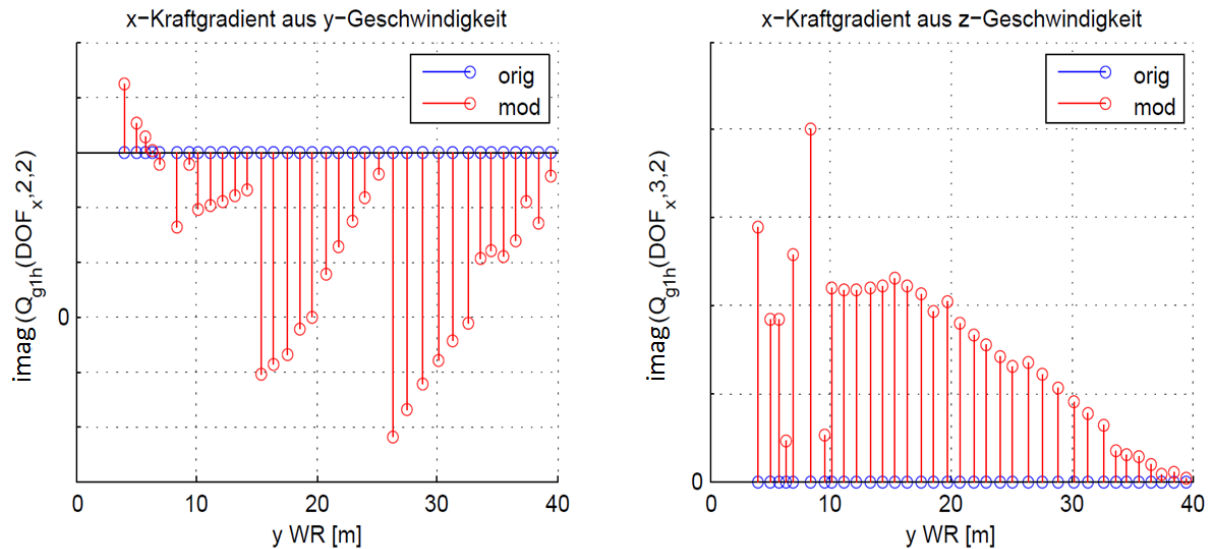 x−Kraftgradient aus y−Geschwindigkeit
orig
mod
imag(Q_g1h(DOF_x,2,2)
0
0 10 20 30 40
y WR [m]
x−Kraftgradient aus z−Geschwindigkeit
orig
mod
imag(Q_g1h(DOF_x,3,2)
0
0 10 20 30 40
y WR [m]